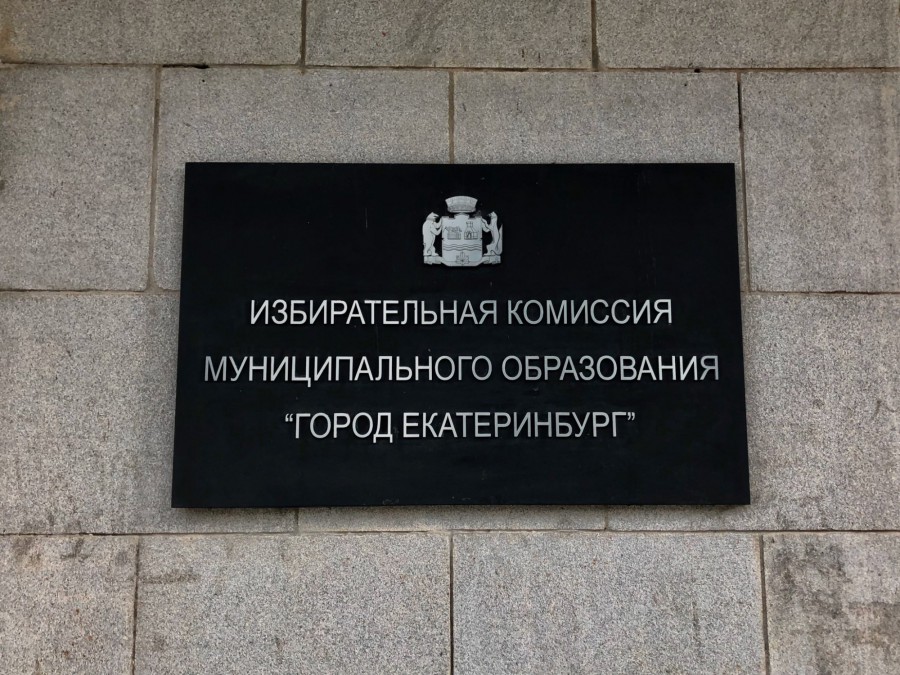 ИЗБИРАТЕЛЬНАЯ КОМИССИЯ
МУНИЦИПАЛЬНОГО ОБРАЗОВАНИЯ
“ГОРОД ЕКАТЕРИНБУРГ”